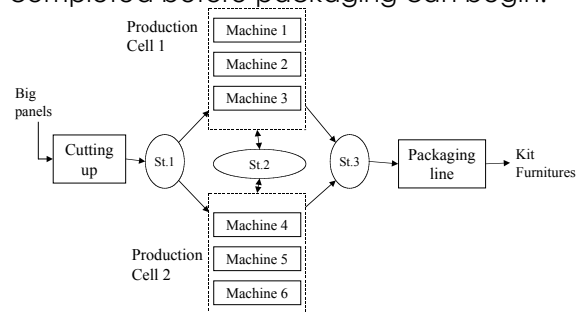 completed before packaging can begin.
Production
Cell 1
Machine 1
Machine 2
Machine 3
Big
panels
Cutting
up
St.1
St.2
St.3
Packaging
line
Kit
Furnitures
Production
Cell 2
Machine 4
Machine 5
Machine 6